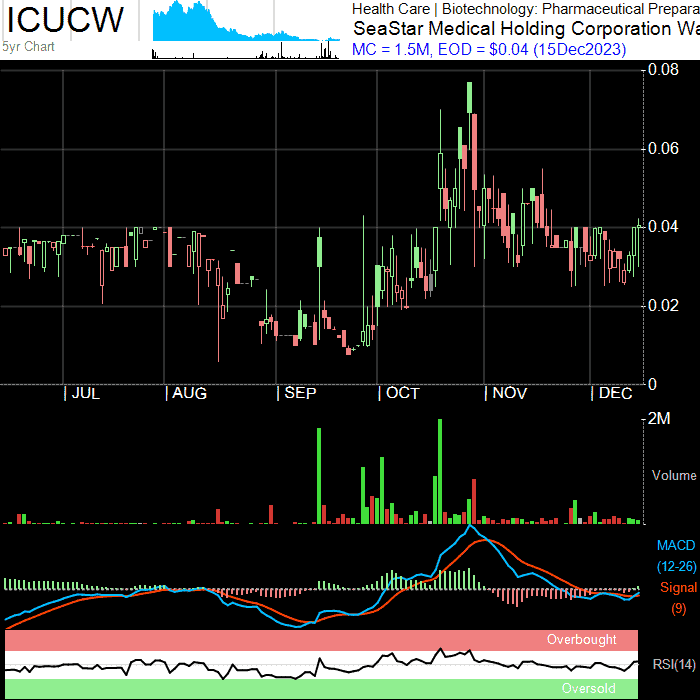 ICUCW
5yr Chart
Health Care | Biotechnology: Pharmaceutical Prepara
SeaStar Medical Holding Corporation Wa
MC = 1.5M, EOD = $0.04 (15Dec2023)
0.08
0.06
0.04
0.02
0
JUL
AUG
SEP
OCT
NOV
DEC
2M
Volume
MACD
(12-26)
Signal
(9)
Overbought
RSI(14)
Oversold